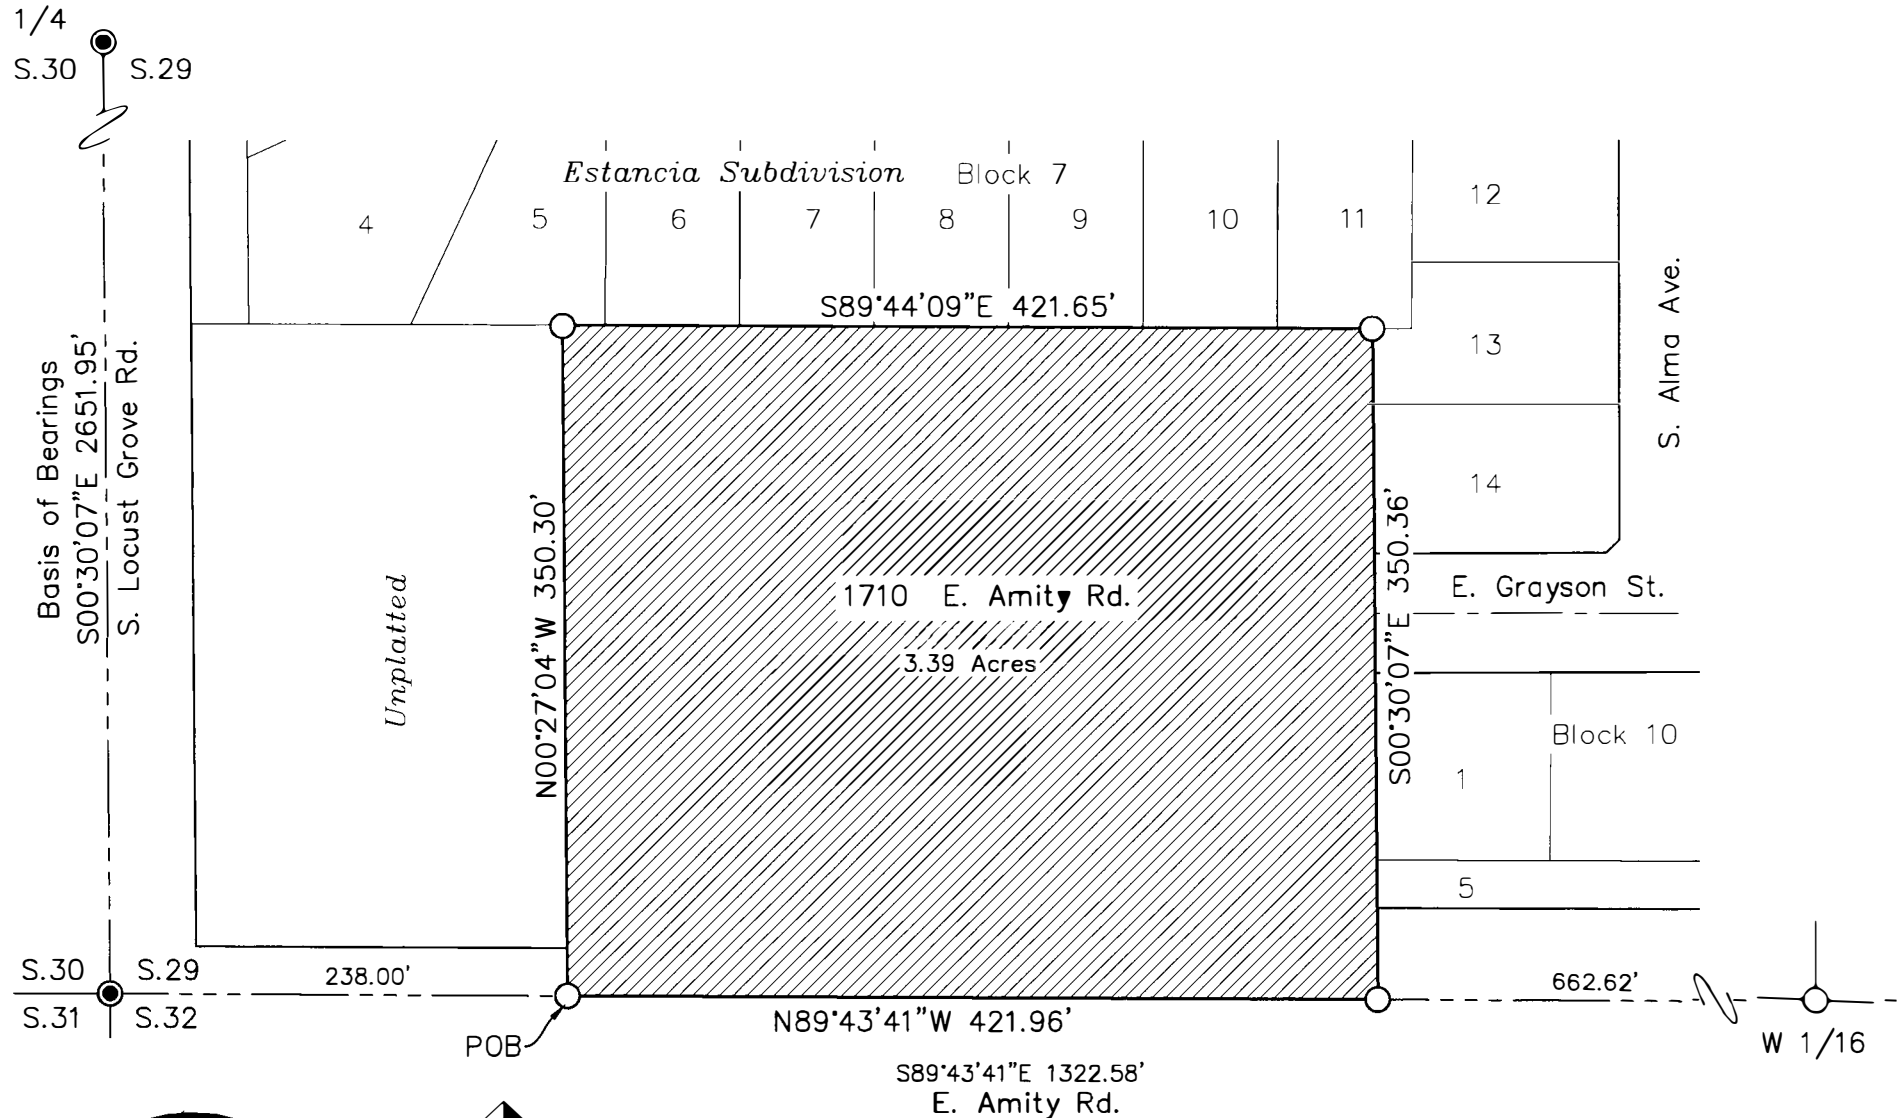 1/4
S.30 S.29
Estancia Subdivision Block 7
4 5 6 7 8 9 10 11 12
13
14
S. Alma Ave.
S89°44'09"E 421.65'
Basis of Bearings
S00°30'07"E 2651.95'
S. Locust Grove Rd.
Unplatted
N00°27'04"W 350.30'
1710 E. Amity Rd.
3.39 Acres
S00°30'07"E 350.36'
E. Grayson St.
Block 10
1
5
S.30 S.29
S.31 S.32
238.00'
662.62'
POB
N89°43'41"W 421.96'
W 1/16
S89°43'41"E 1322.58'
E. Amity Rd.